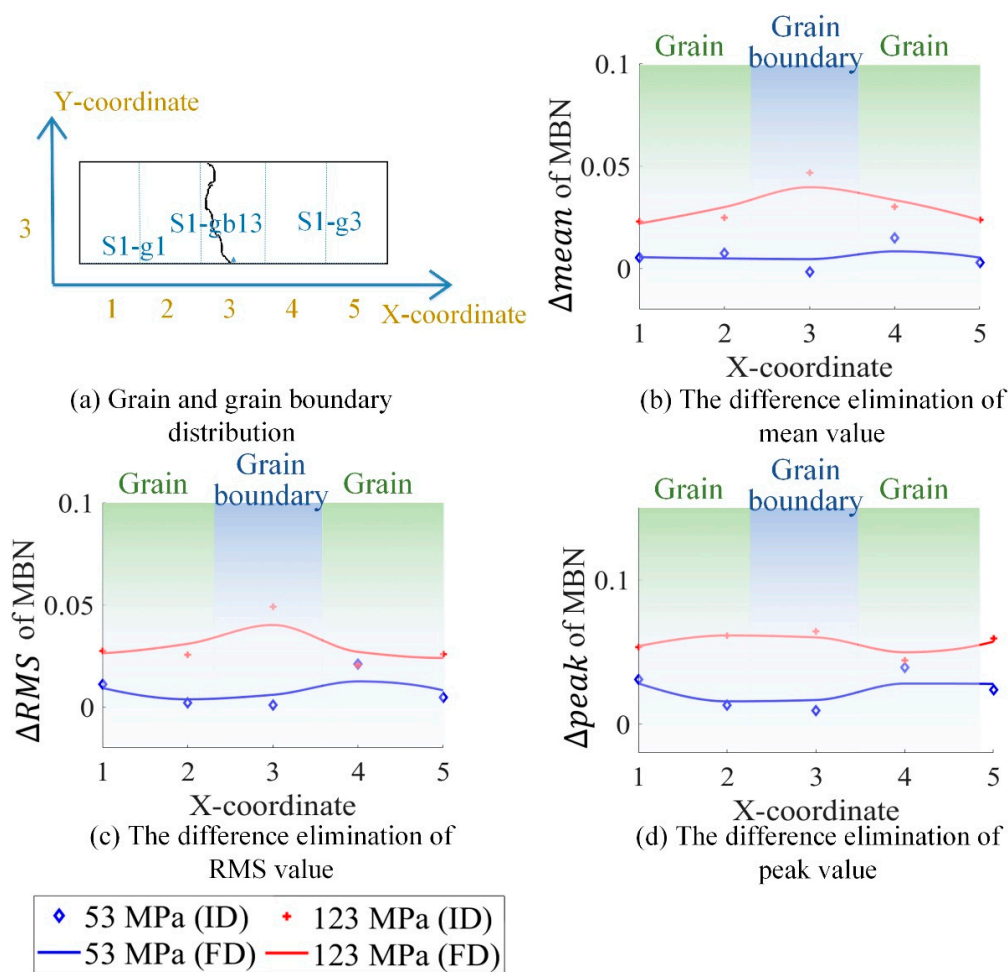 Y-coordinate
3
S1-g1
S1-gb13
S1-g3
1 2 3 4 5
X-coordinate
(a) Grain and grain boundary
distribution
Grain
Grain
boundary
Grain
0.1
0.05
0
Δmean of MBN
1 2 3 4 5
X-coordinate
(b) The difference elimination of
mean value
Grain
Grain
boundary
Grain
0.1
0.05
0
ΔRMS of MBN
1 2 3 4 5
X-coordinate
(c) The difference elimination of
RMS value
Grain
Grain
boundary
Grain
0.1
0
Δpeak of MBN
1 2 3 4 5
X-coordinate
(d) The difference elimination of
peak value
53 MPa (ID) 123 MPa (ID)
53 MPa (FD) 123 MPa (FD)